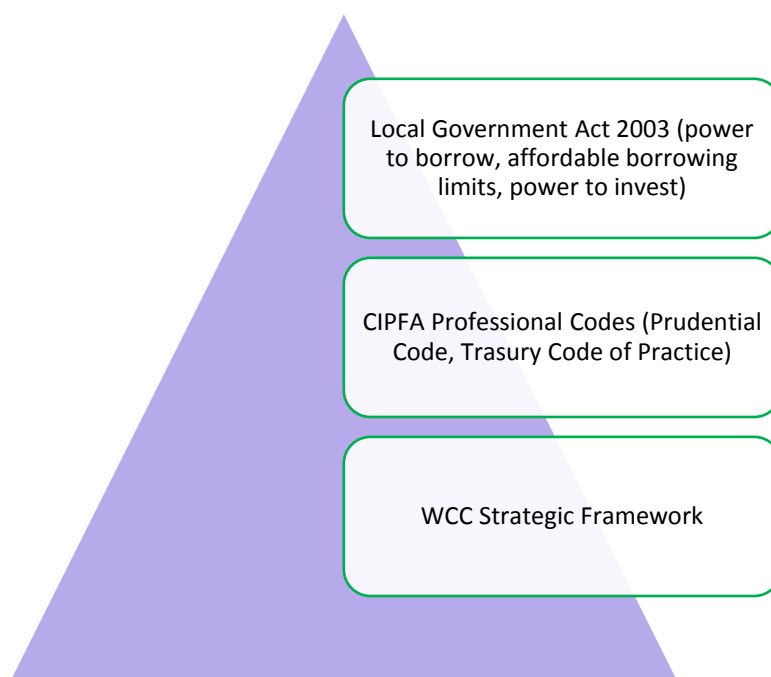 Local Government Act 2003 (power
to borrow, affordable borrowing
limits, power to invest)
CIPFA Professional Codes (Prudential
Code, Trasury Code of Practice)
WCC Strategic Framework